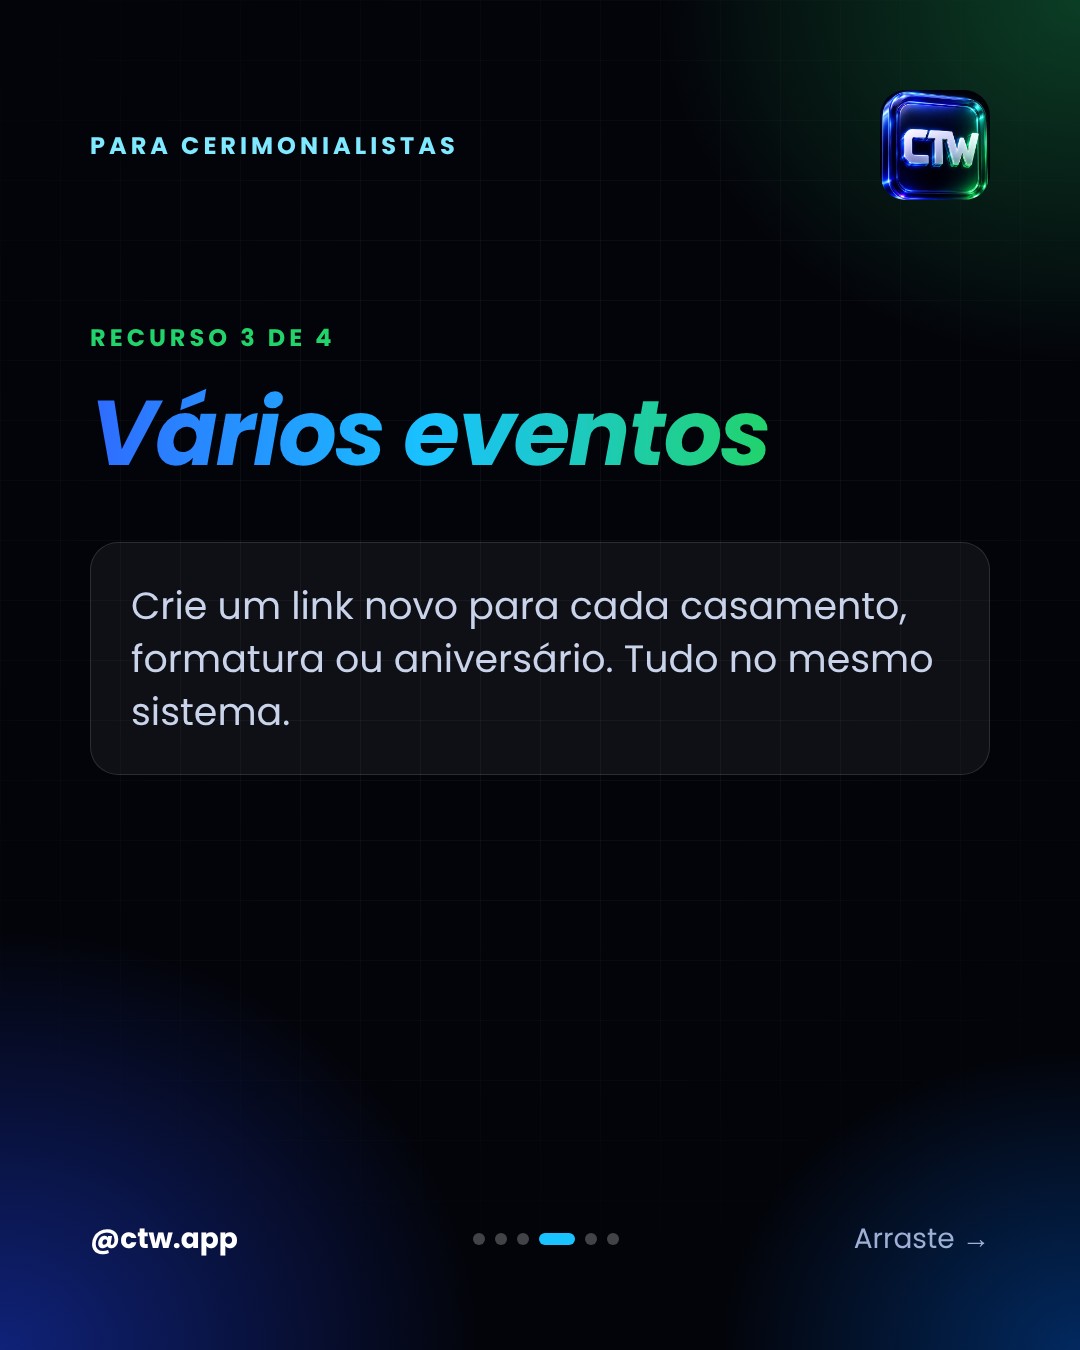 PARA CERIMONIALISTAS
CTW
RECURSO 3 DE 4
Vários eventos
Crie um link novo para cada casamento,
formatura ou aniversário. Tudo no mesmo
sistema.
@ctw.app
Arraste →